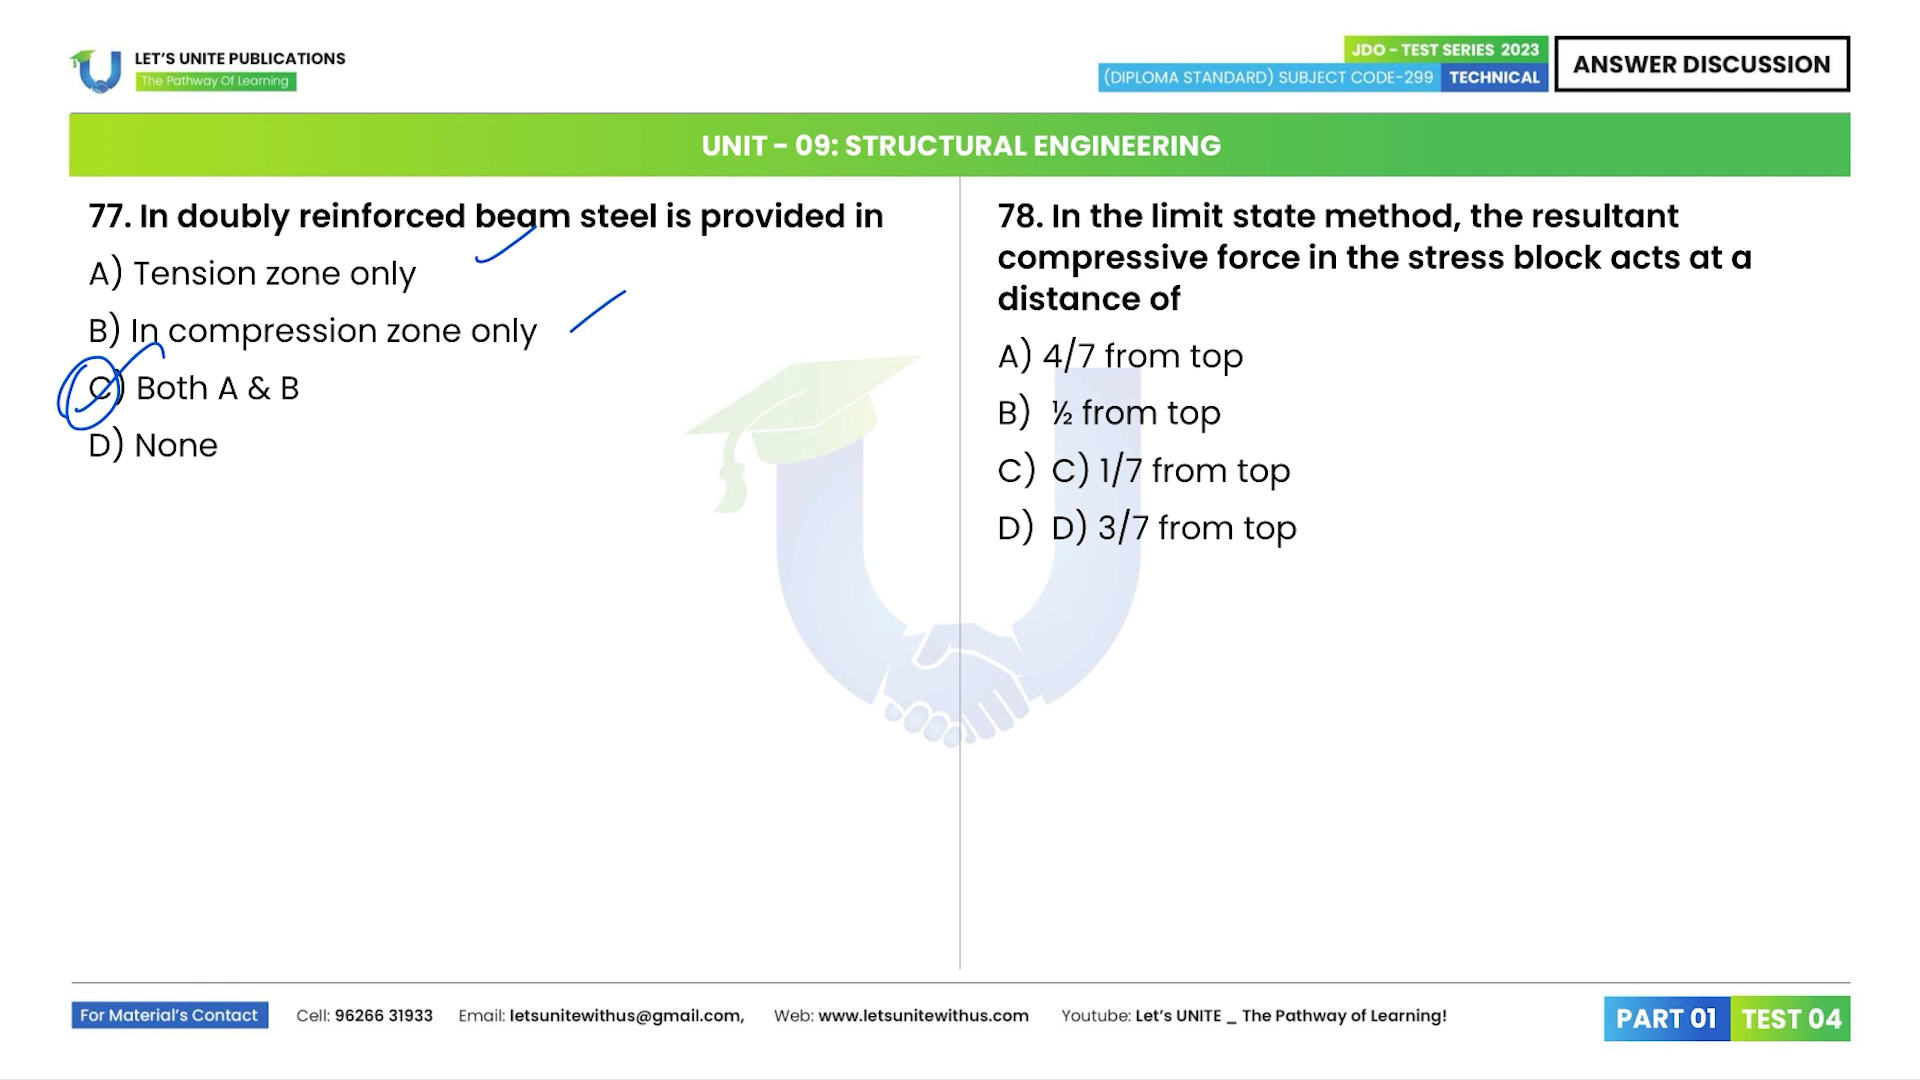 LET'S UNITE PUBLICATIONS
The Pathway Of Learning
JDO - TEST SERIES 2023
(DIPLOMA STANDARD) SUBJECT CODE-299 TECHNICAL
ANSWER DISCUSSION
UNIT - 09: STRUCTURAL ENGINEERING
77. In doubly reinforced beam steel is provided in
A) Tension zone only
B) In compression zone only
C) Both A & B
D) None
78. In the limit state method, the resultant
compressive force in the stress block acts at a
distance of
A) 4/7 from top
B) ½ from top
C) C) 1/7 from top
D) D) 3/7 from top
For Material's Contact Cell: 96266 31933 Email: letsunitewithus@gmail.com, Web: www.letsunitewithus.com Youtube: Let's UNITE _ The Pathway of Learning!
PART 01 TEST 04